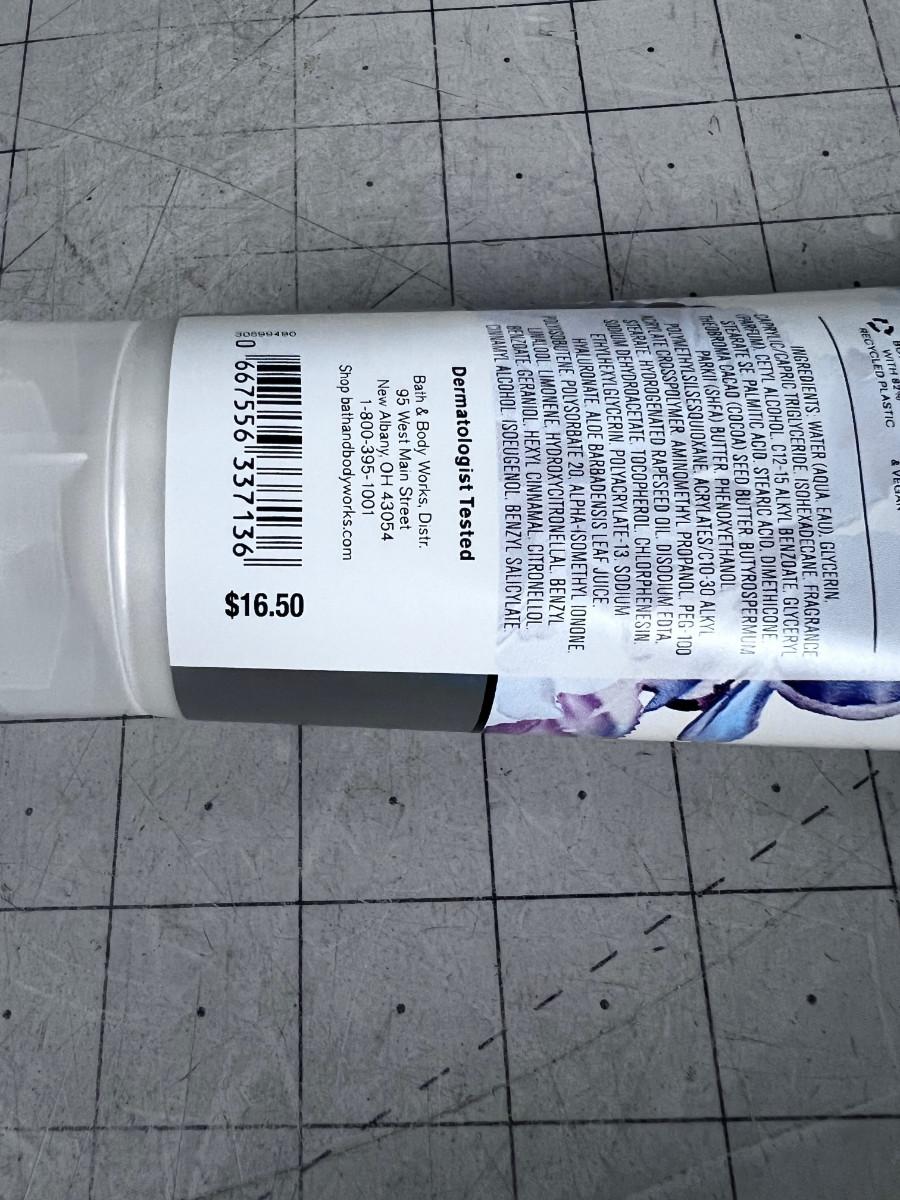 WITH 87%
RECYCLED PLASTIC
& VEGAN
INGREDIENTS: WATER (AQUA, EAU), GLYCERIN,
CAPRYLIC/CAPRIC TRIGLYCERIDE, ISOHEXADECANE, FRAGRANCE
(PARFUM), CETYL ALCOHOL, C12-15 ALKYL BENZOATE, GLYCERYL
STEARATE SE, PALMITIC ACID, STEARIC ACID, DIMETHICONE,
THEOBROMA CACAO (COCOA) SEED BUTTER, BUTYROSPERMUM
PARKII (SHEA) BUTTER, PHENOXYETHANOL,
POLYMETHYLSILSESQUIOXANE, ACRYLATES/C10-30 ALKYL
ACRYLATE CROSSPOLYMER, AMINOMETHYL PROPANOL, PEG-100
STEARATE, HYDROGENATED RAPESEED OIL, DISODIUM EDTA,
SODIUM DEHYDROACETATE, TOCOPHEROL, CHLORPHENESIN,
ETHYLHEXYLGLYCERIN, POLYACRYLATE-13, SODIUM
HYALURONATE, ALOE BARBADENSIS LEAF JUICE,
POLYISOBUTENE, POLYSORBATE 20, ALPHA-ISOMETHYL IONONE,
LINALOOL, LIMONENE, HYDROXYCITRONELLAL, BENZYL
BENZOATE, GERANIOL, HEXYL CINNAMAL, CITRONELLOL,
CINNAMYL ALCOHOL, ISOEUGENOL, BENZYL SALICYLATE.
Dermatologist Tested
Bath & Body Works, Distr.
95 West Main Street
New Albany, OH 43054
1-800-395-1001
Shop bathandbodyworks.com
30899490
0 667556 337136
$16.50